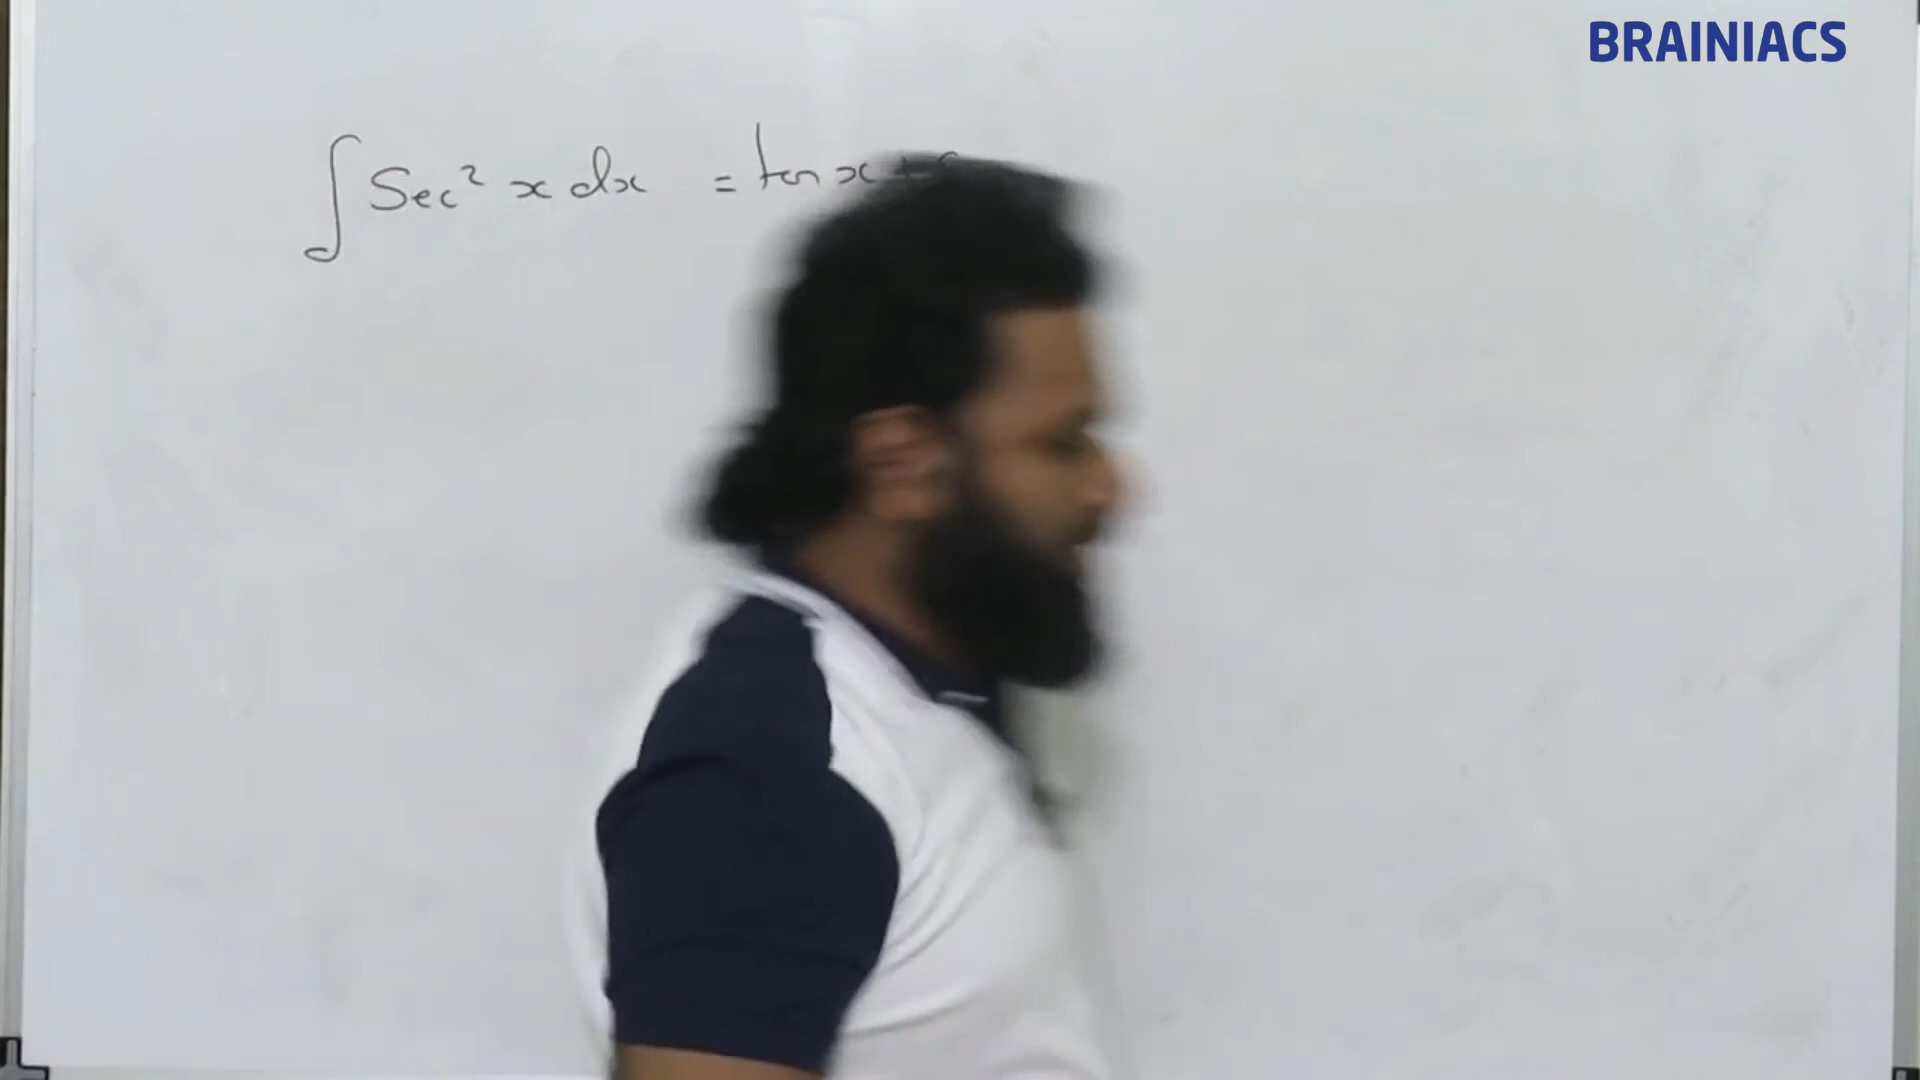 BRAINIACS
∫ Sec² x dx = tan x +